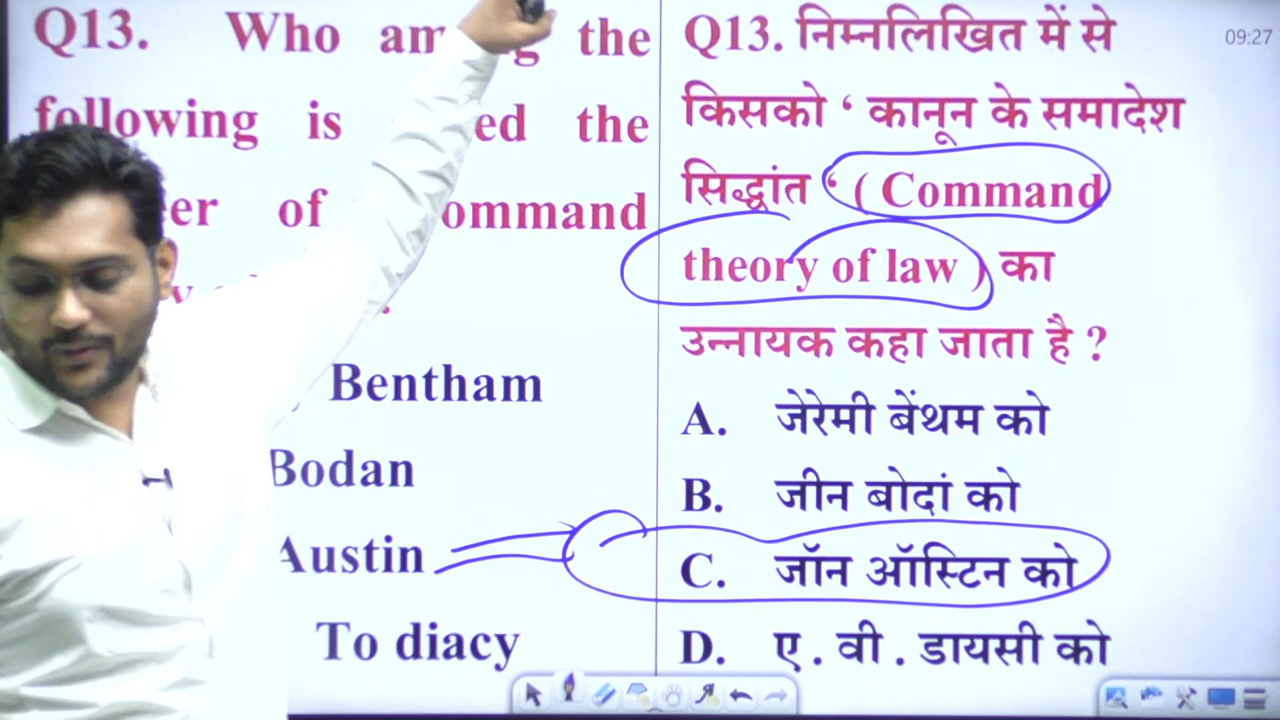 Q13. Who the
following is ed the
er of ommand
Bentham
Bodan
Austin
To diacy
Q13. निम्नलिखित में से
किसको ‘ कानून के समादेश
सिद्धांत ‘ ( Command
theory of law ) का
उन्नायक कहा जाता है ?
A. जेरेमी बेंथम को
B. जीन बोदां को
C. जॉन ऑस्टिन को
D. ए . वी . डायसी को
09:27